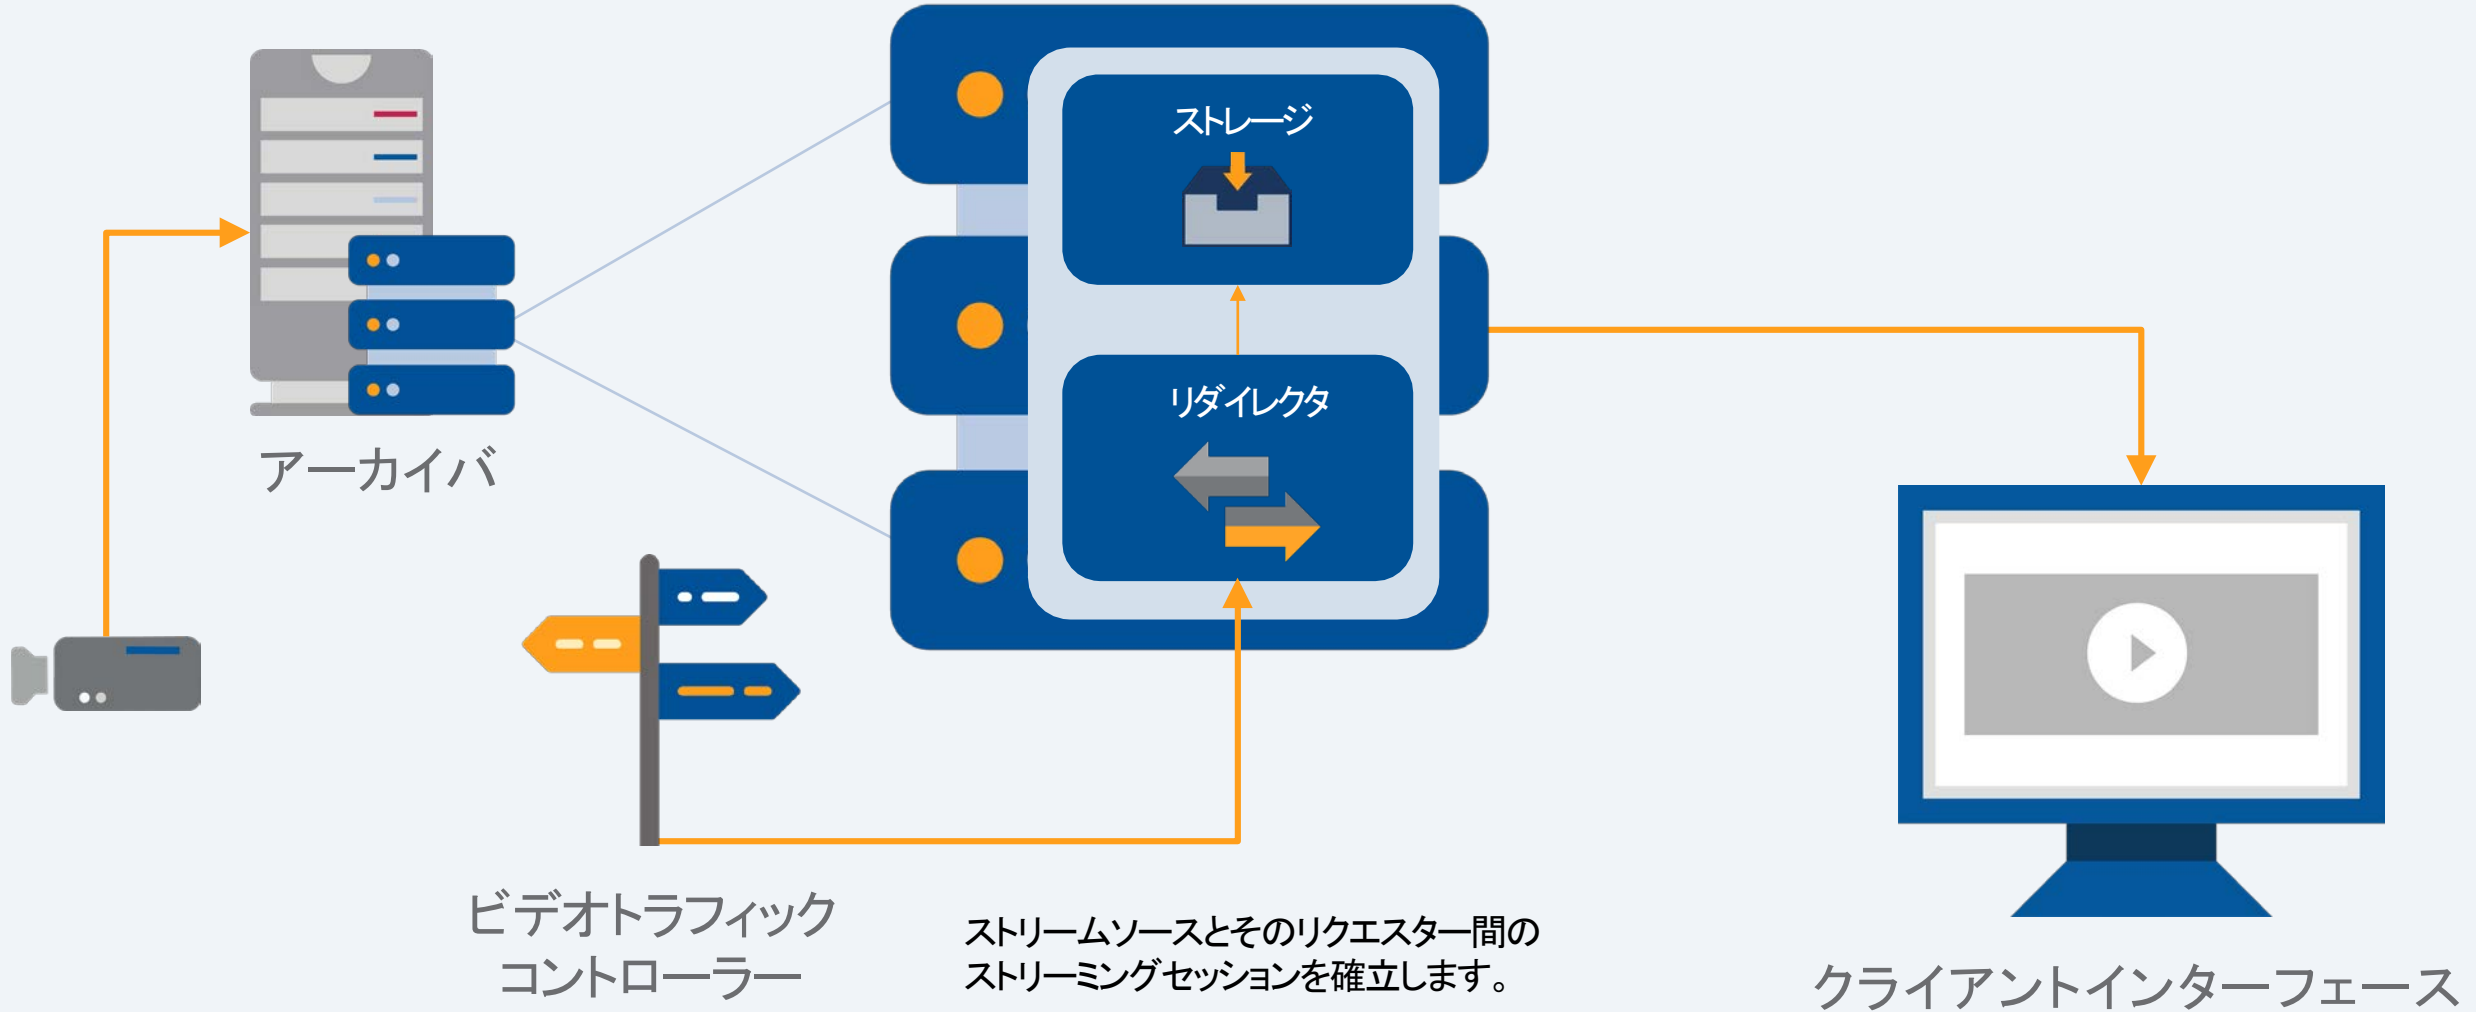 ストレージ
リダイレクタ
アーカイバ
ビデオトラフィック
コントローラー
ストリームソースとそのリクエスター間の
ストリーミングセッションを確立します。
クライアントインターフェース